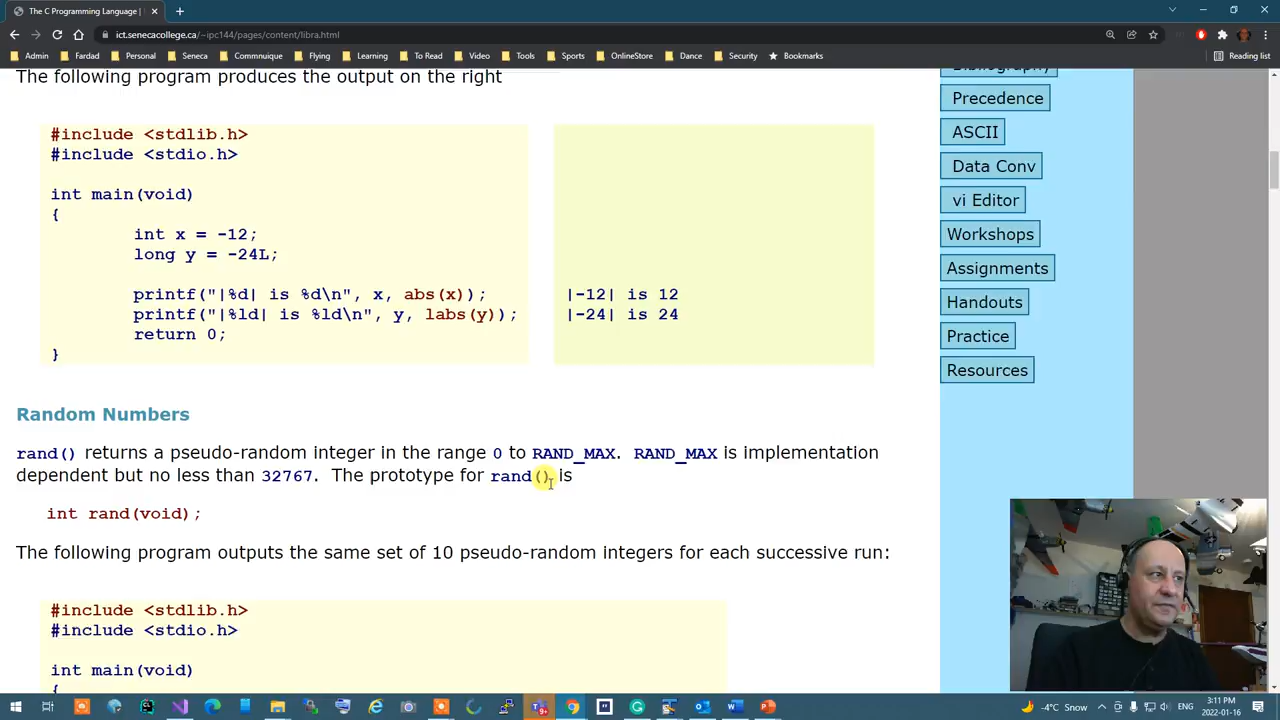 The C Programming Language |
ict.senecacollege.ca/~ipc144/pages/content/libra.html
Admin Fardad Personal Seneca Commnuique Flying Learning To Read Video Tools Sports OnlineStore Dance Security Bookmarks Reading list
The following program produces the output on the right
#include <stdlib.h>
#include <stdio.h>
int main(void)
{
int x = -12;
long y = -24L;
printf("|%d| is %d\n", x, abs(x));
printf("|%ld| is %ld\n", y, labs(y));
return 0;
}
|-12| is 12
|-24| is 24
Random Numbers
rand() returns a pseudo-random integer in the range 0 to RAND_MAX. RAND_MAX is implementation
dependent but no less than 32767. The prototype for rand() is
int rand(void);
The following program outputs the same set of 10 pseudo-random integers for each successive run:
#include <stdlib.h>
#include <stdio.h>
int main(void)
{
Bibliography
Precedence
ASCII
Data Conv
vi Editor
Workshops
Assignments
Handouts
Practice
Resources
-4°C Snow
ENG
3:11 PM
2022-01-16